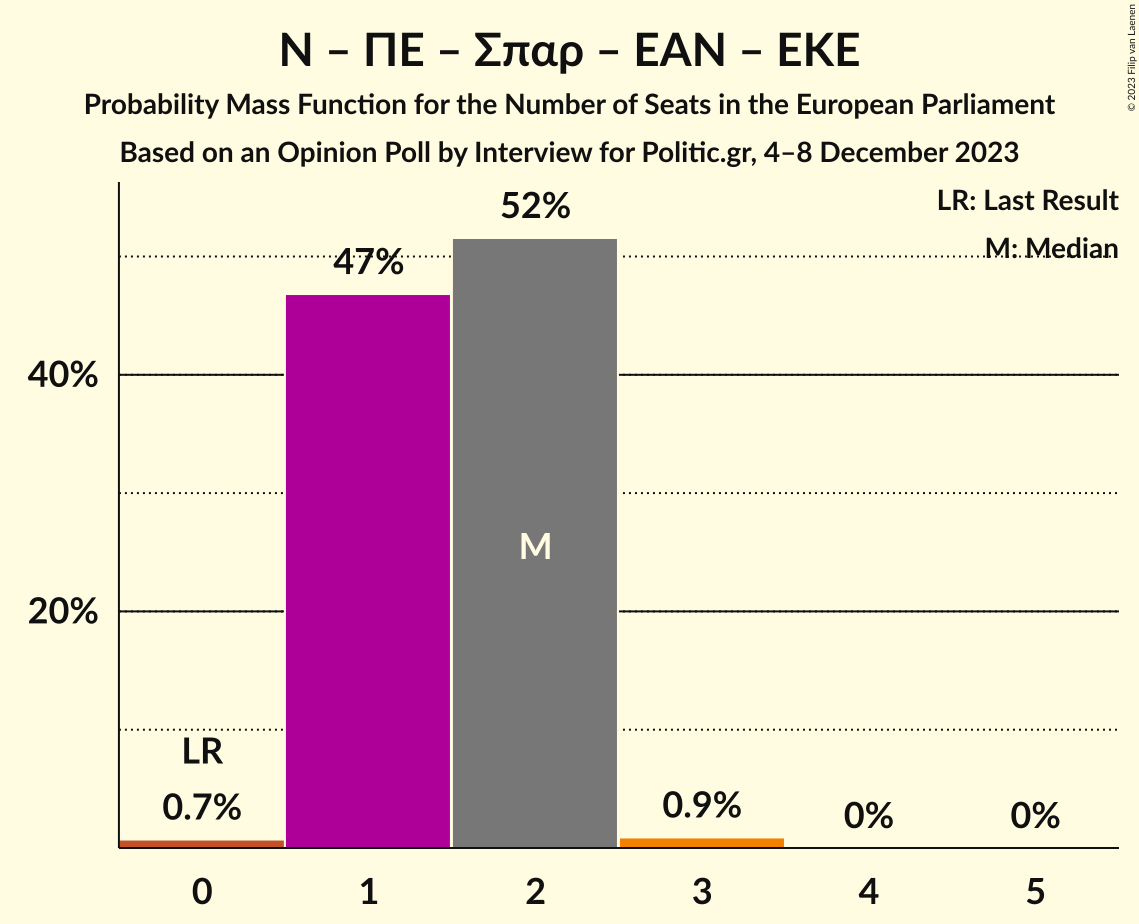 Ν – ΠΕ – Σπαρ – ΕΑΝ – ΕΚΕ
Probability Mass Function for the Number of Seats in the European Parliament
Based on an Opinion Poll by Interview for Politic.gr, 4–8 December 2023
© 2023 Filip van Laenen
LR: Last Result
M: Median
52%
47%
40%
M
20%
LR
0.7%
0.9%
0%
0%
0
1
2
3
4
5